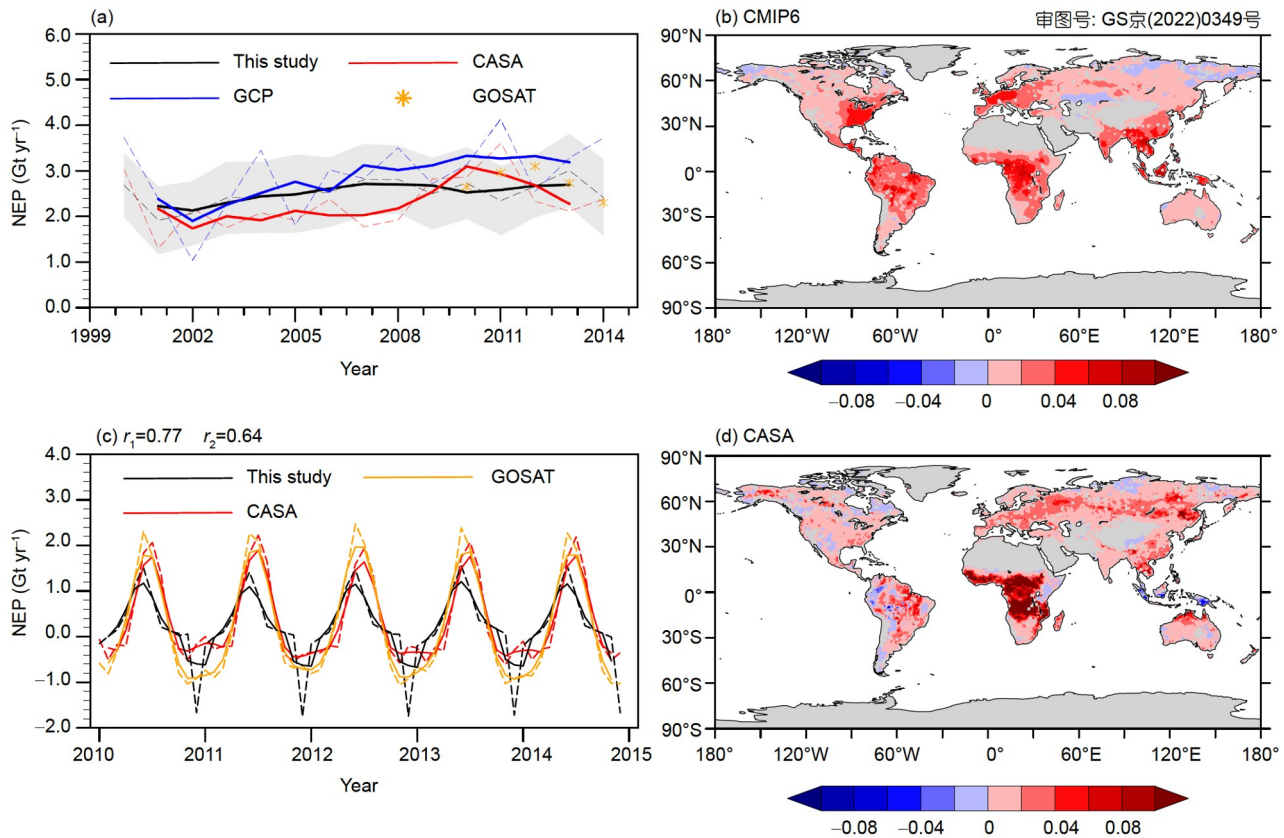 (a)
6.0
5.0
4.0
3.0
2.0
1.0
0.0
NEP (Gt yr⁻¹)
This study
CASA
GCP
GOSAT
1999
2002
2005
2008
2011
2014
Year
(b) CMIP6
审图号: GS京(2022)0349号
90°N
60°N
30°N
0°
30°S
60°S
90°S
180°
120°W
60°W
0°
60°E
120°E
180°
−0.08
−0.04
0
0.04
0.08
(c) r₁=0.77 r₂=0.64
4.0
3.0
2.0
1.0
0.0
−1.0
−2.0
NEP (Gt yr⁻¹)
This study
GOSAT
CASA
2010
2011
2012
2013
2014
2015
Year
(d) CASA
90°N
60°N
30°N
0°
30°S
60°S
90°S
180°
120°W
60°W
0°
60°E
120°E
180°
−0.08
−0.04
0
0.04
0.08